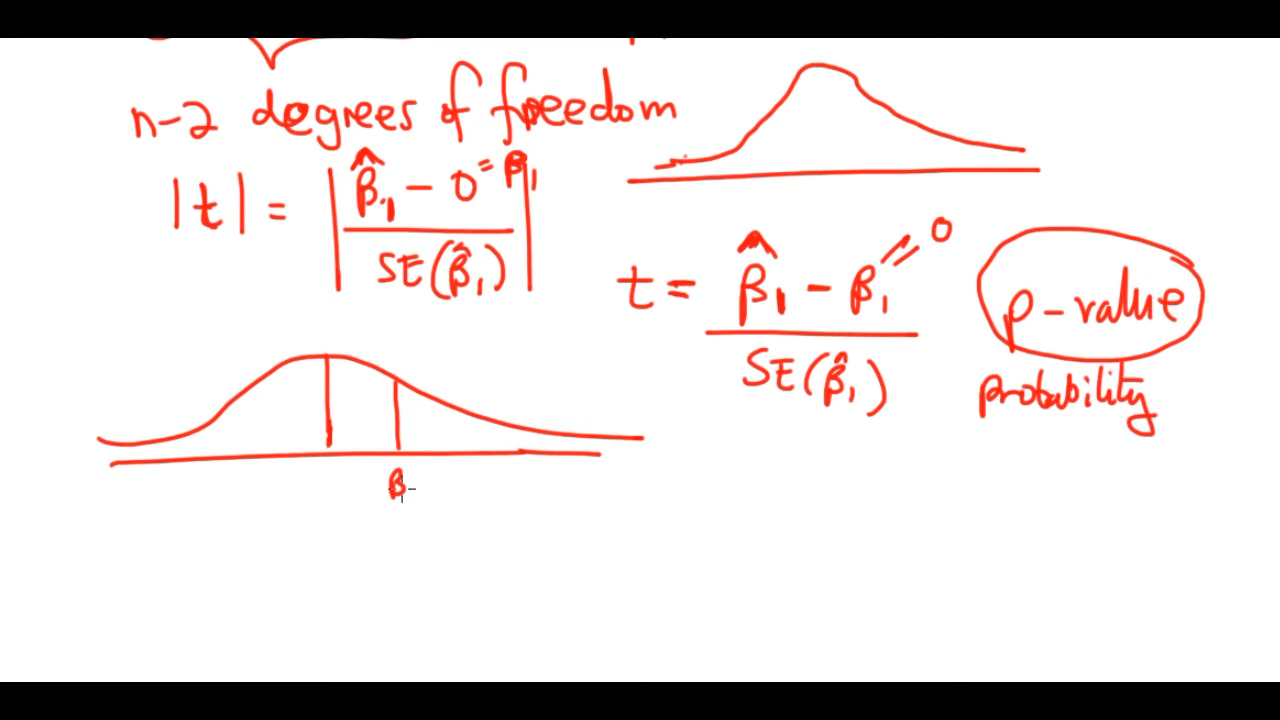 n-2 degrees of freedom
|t| = | β̂₁ - 0 = β₁ / SE(β̂₁) |
t = β̂₁ - β₁ = 0 / SE(β̂₁)
p-value
probability
β